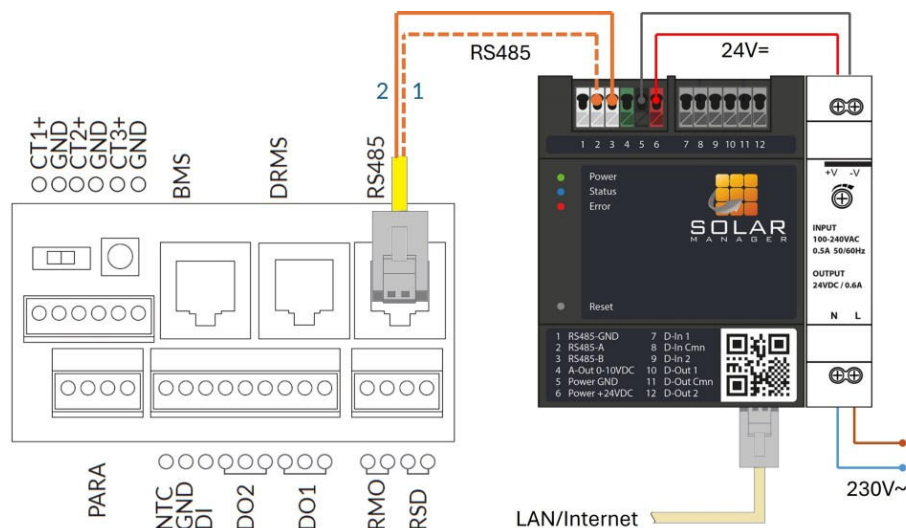 RS485
24V=
2 1
CT1+
GND
CT2+
GND
CT3+
GND
BMS
DRMS
RS485
1 2 3 4 5 6 7 8 9 10 11 12
Power
Status
Error
SOLAR
MANAGER
Reset
1 RS485-GND 7 D-In 1
2 RS485-A 8 D-In Cmn
3 RS485-B 9 D-In 2
4 A-Out 0-10VDC 10 D-Out 1
5 Power GND 11 D-Out Cmn
6 Power +24VDC 12 D-Out 2
+V -V
INPUT
100-240VAC
0.5A 50/60Hz
OUTPUT
24VDC / 0.6A
N L
PARA
NTC
GND
DI
DO2
DO1
RMO
RSD
230V~
LAN/Internet